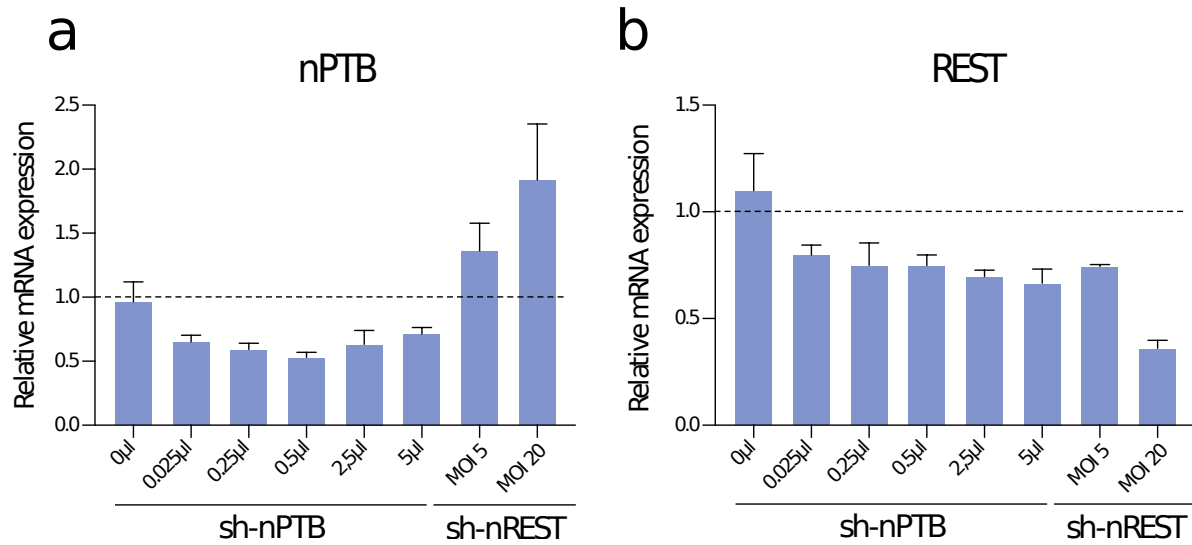 a
nPTB
Relative mRNA expression
2.5
2.0
1.5
1.0
0.5
0.0
0µl
0.025µl
0.25µl
0.5µl
2,5µl
5µl
MOI 5
MOI 20
sh-nPTB
sh-nREST
b
REST
Relative mRNA expression
1.5
1.0
0.5
0.0
0µl
0.025µl
0.25µl
0.5µl
2,5µl
5µl
MOI 5
MOI 20
sh-nPTB
sh-nREST